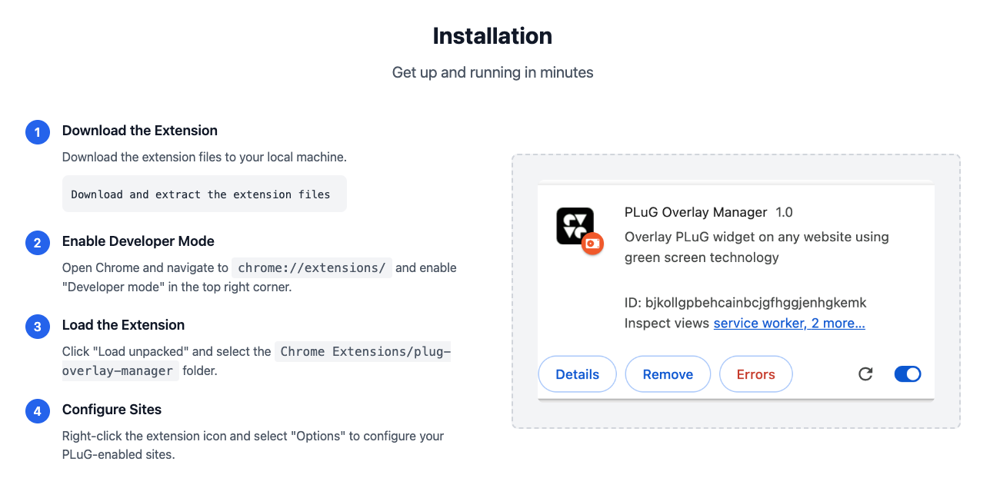 Installation
Get up and running in minutes
1
Download the Extension
Download the extension files to your local machine.
Download and extract the extension files
2
Enable Developer Mode
Open Chrome and navigate to chrome://extensions/ and enable
"Developer mode" in the top right corner.
3
Load the Extension
Click "Load unpacked" and select the Chrome Extensions/plug-
overlay-manager folder.
4
Configure Sites
Right-click the extension icon and select "Options" to configure your
PLuG-enabled sites.
PLuG Overlay Manager 1.0
Overlay PLuG widget on any website using
green screen technology
ID: bjkollgpbehcainbcjgfhggjenhgkemk
Inspect views service worker, 2 more...
Details Remove Errors